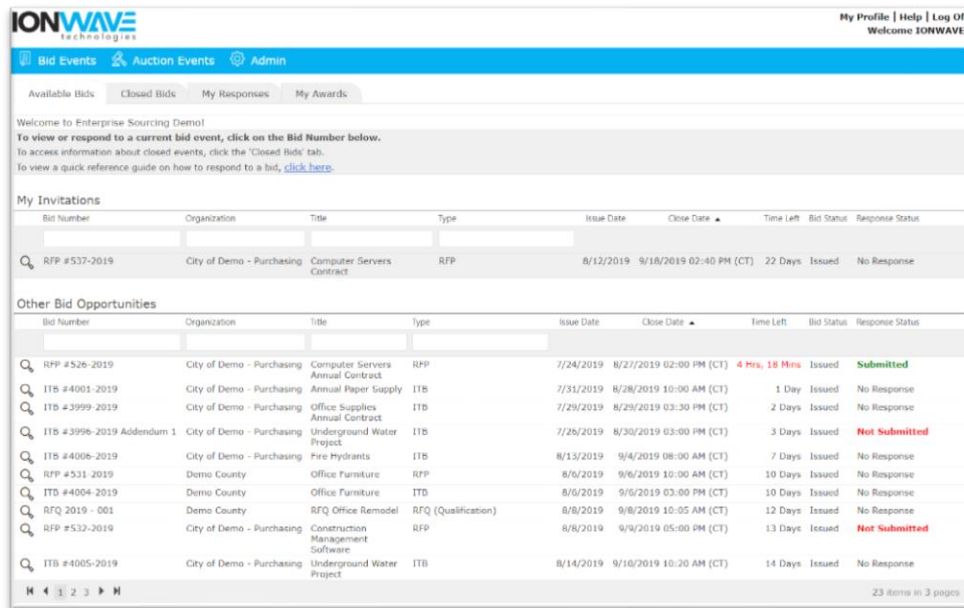 IONWAVE
technologies
My Profile | Help | Log Of
Welcome IONWAVE
Bid Events Auction Events Admin
Available Bids Closed Bids My Responses My Awards
Welcome to Enterprise Sourcing Demo!
To view or respond to a current bid event, click on the Bid Number below.
To access information about closed events, click the 'Closed Bids' tab.
To view a quick reference guide on how to respond to a bid, click here.
My Invitations
Bid Number Organization Title Type Issue Date Close Date ▲ Time Left Bid Status Response Status
RFP #537-2019 City of Demo - Purchasing Computer Servers RFP 8/12/2019 9/18/2019 02:40 PM (CT) 22 Days Issued No Response
Contract
Other Bid Opportunities
Bid Number Organization Title Type Issue Date Close Date ▲ Time Left Bid Status Response Status
RFP #526-2019 City of Demo - Purchasing Computer Servers RFP 7/24/2019 8/27/2019 02:00 PM (CT) 4 Hrs, 18 Mins Issued Submitted
Annual Contract
ITB #4001-2019 City of Demo - Purchasing Annual Paper Supply ITB 7/31/2019 8/28/2019 10:00 AM (CT) 1 Day Issued No Response
ITB #3999-2019 City of Demo - Purchasing Office Supplies ITB 7/29/2019 8/29/2019 03:30 PM (CT) 2 Days Issued No Response
Annual Contract
ITB #3996-2019 Addendum 1 City of Demo - Purchasing Underground Water ITB 7/26/2019 8/30/2019 03:00 PM (CT) 3 Days Issued Not Submitted
Project
ITB #4006-2019 City of Demo - Purchasing Fire Hydrants ITB 8/13/2019 9/4/2019 08:00 AM (CT) 7 Days Issued No Response
RFP #531-2019 Demo County Office Furniture RFP 8/6/2019 9/6/2019 10:00 AM (CT) 10 Days Issued No Response
ITB #4004-2019 Demo County Office Furniture ITB 8/6/2019 9/6/2019 03:00 PM (CT) 10 Days Issued No Response
RFQ 2019 - 001 Demo County RFQ Office Remodel RFQ (Qualification) 8/8/2019 9/8/2019 10:05 AM (CT) 12 Days Issued No Response
RFP #532-2019 City of Demo - Purchasing Construction RFP 8/8/2019 9/9/2019 05:00 PM (CT) 13 Days Issued Not Submitted
Management
Software
ITB #4005-2019 City of Demo - Purchasing Underground Water ITB 8/14/2019 9/10/2019 10:20 AM (CT) 14 Days Issued No Response
Project
1 2 3 23 items in 3 pages